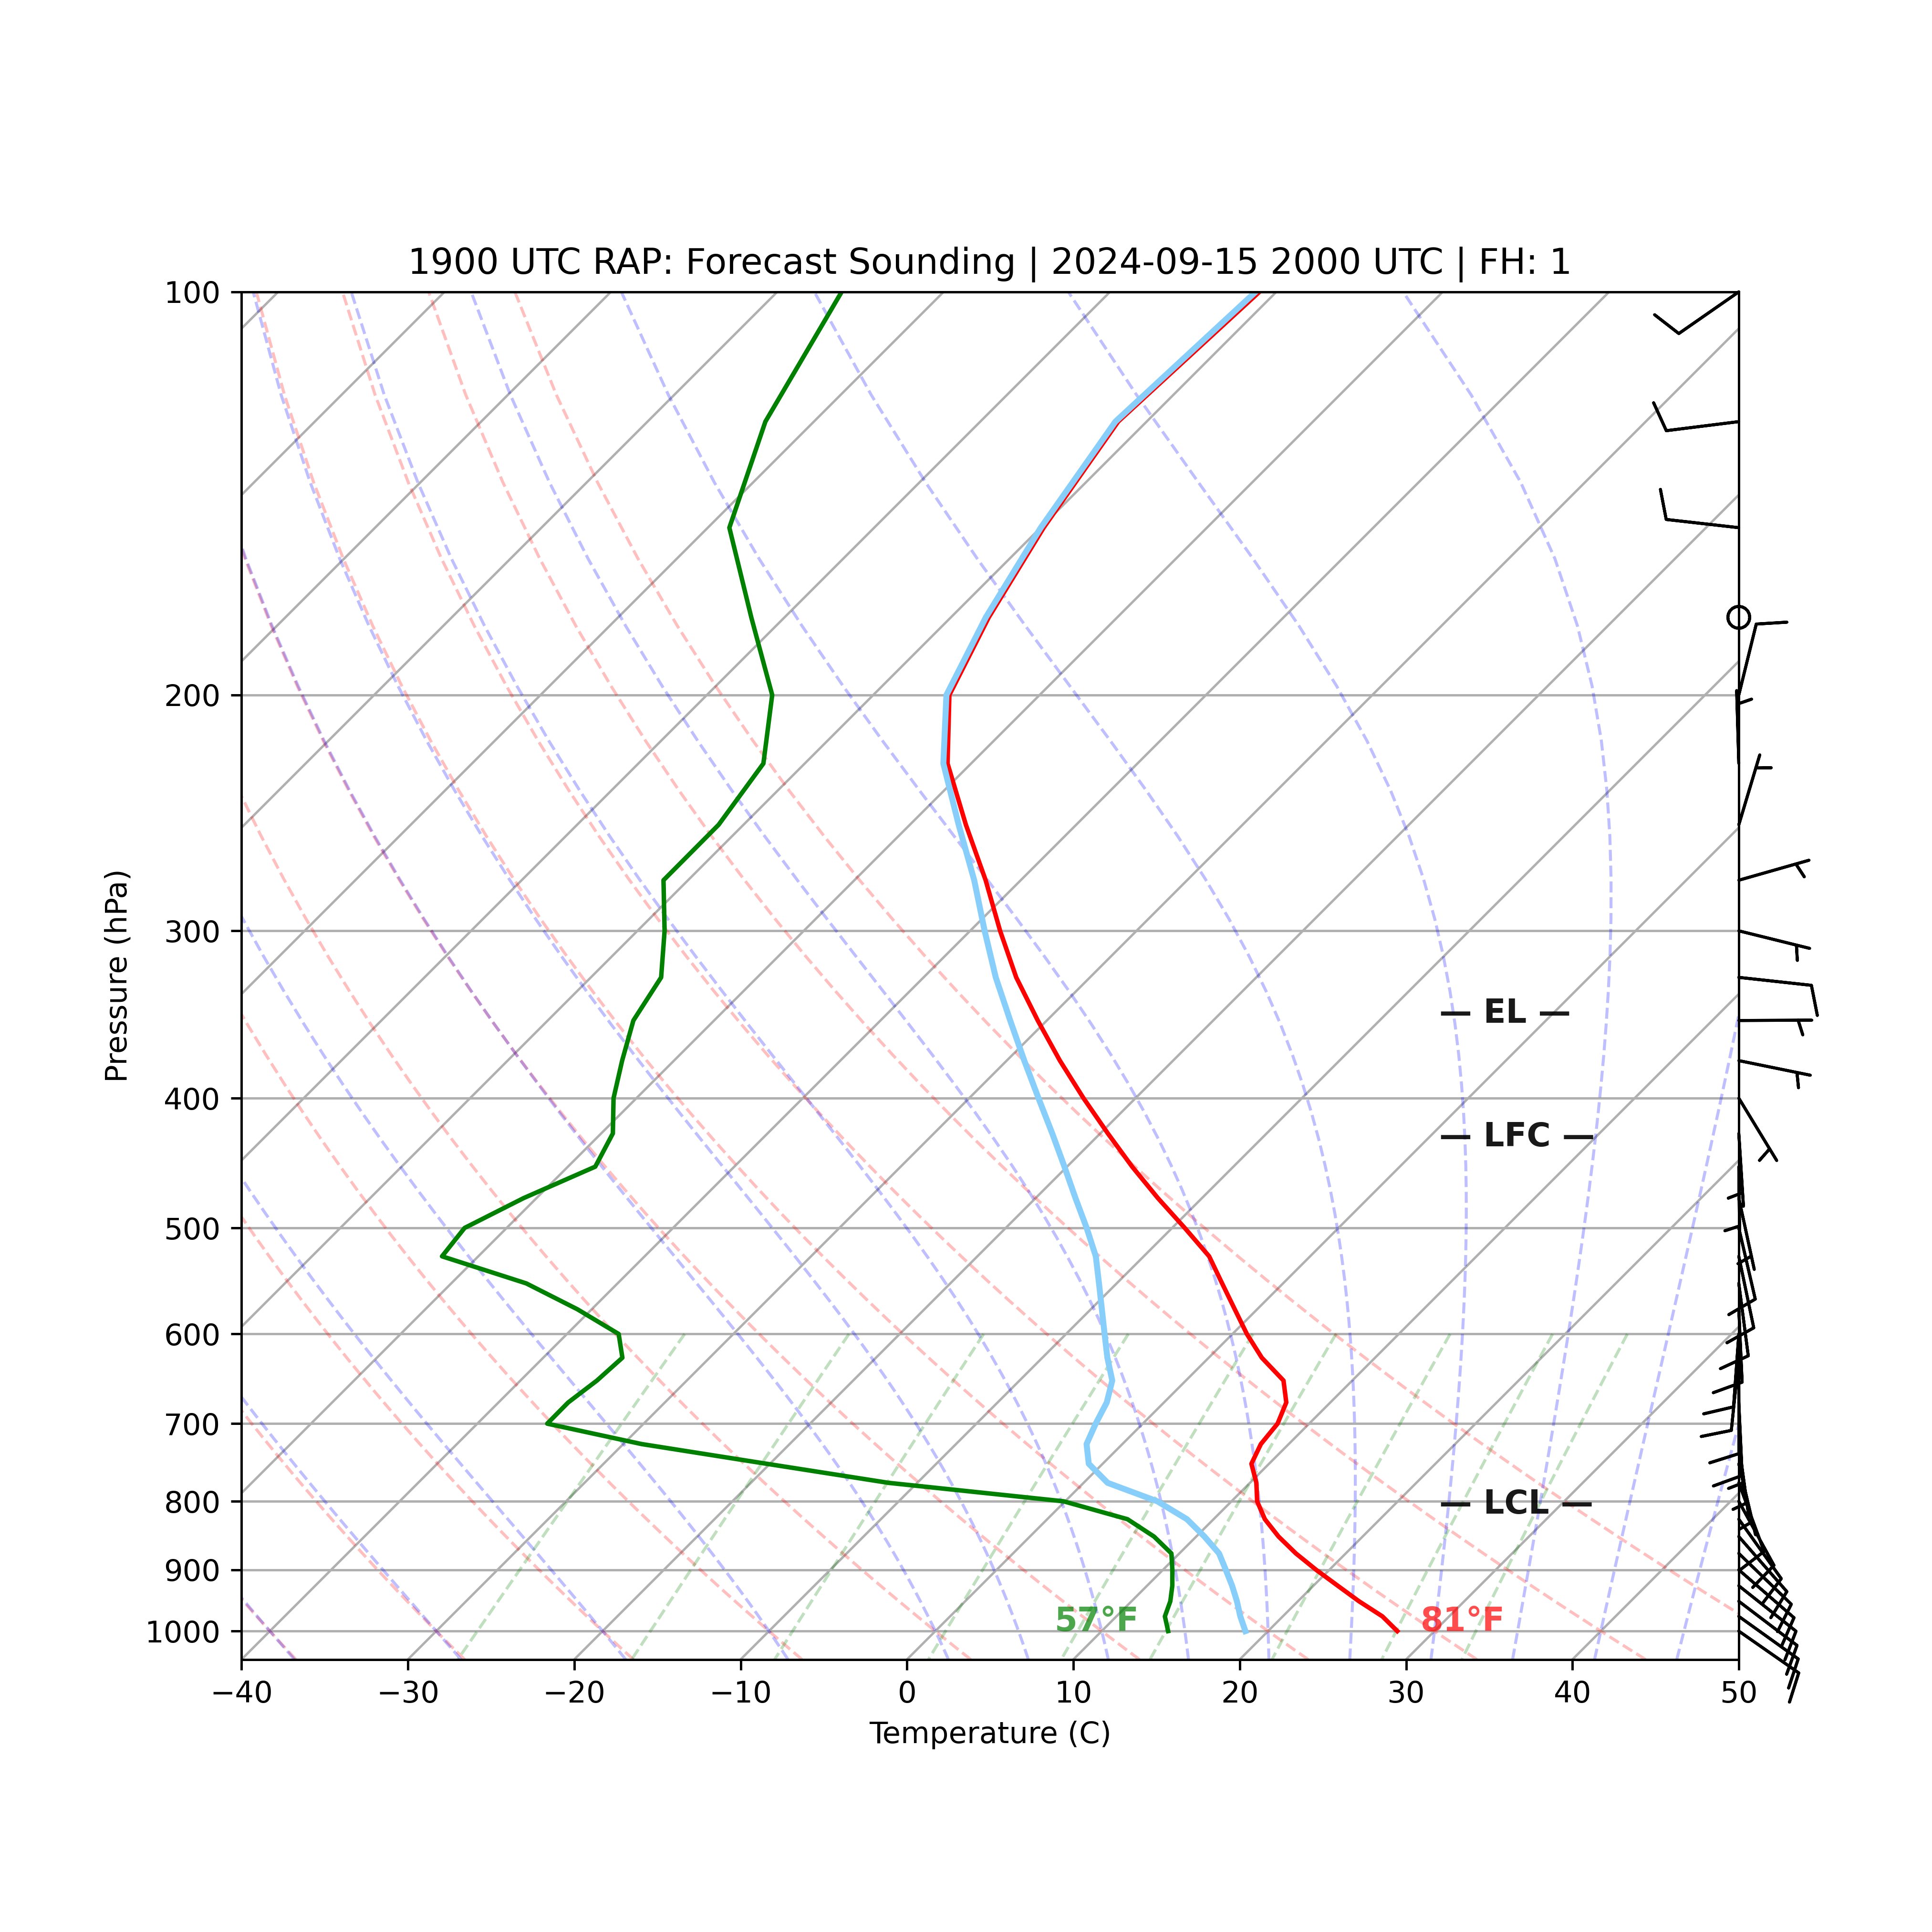 1900 UTC RAP: Forecast Sounding | 2024-09-15 2000 UTC | FH: 1
100
200
300
400
500
600
700
800
900
1000
Pressure (hPa)
— EL —
— LFC —
— LCL —
57°F
81°F
−40 −30 −20 −10 0 10 20 30 40 50
Temperature (C)